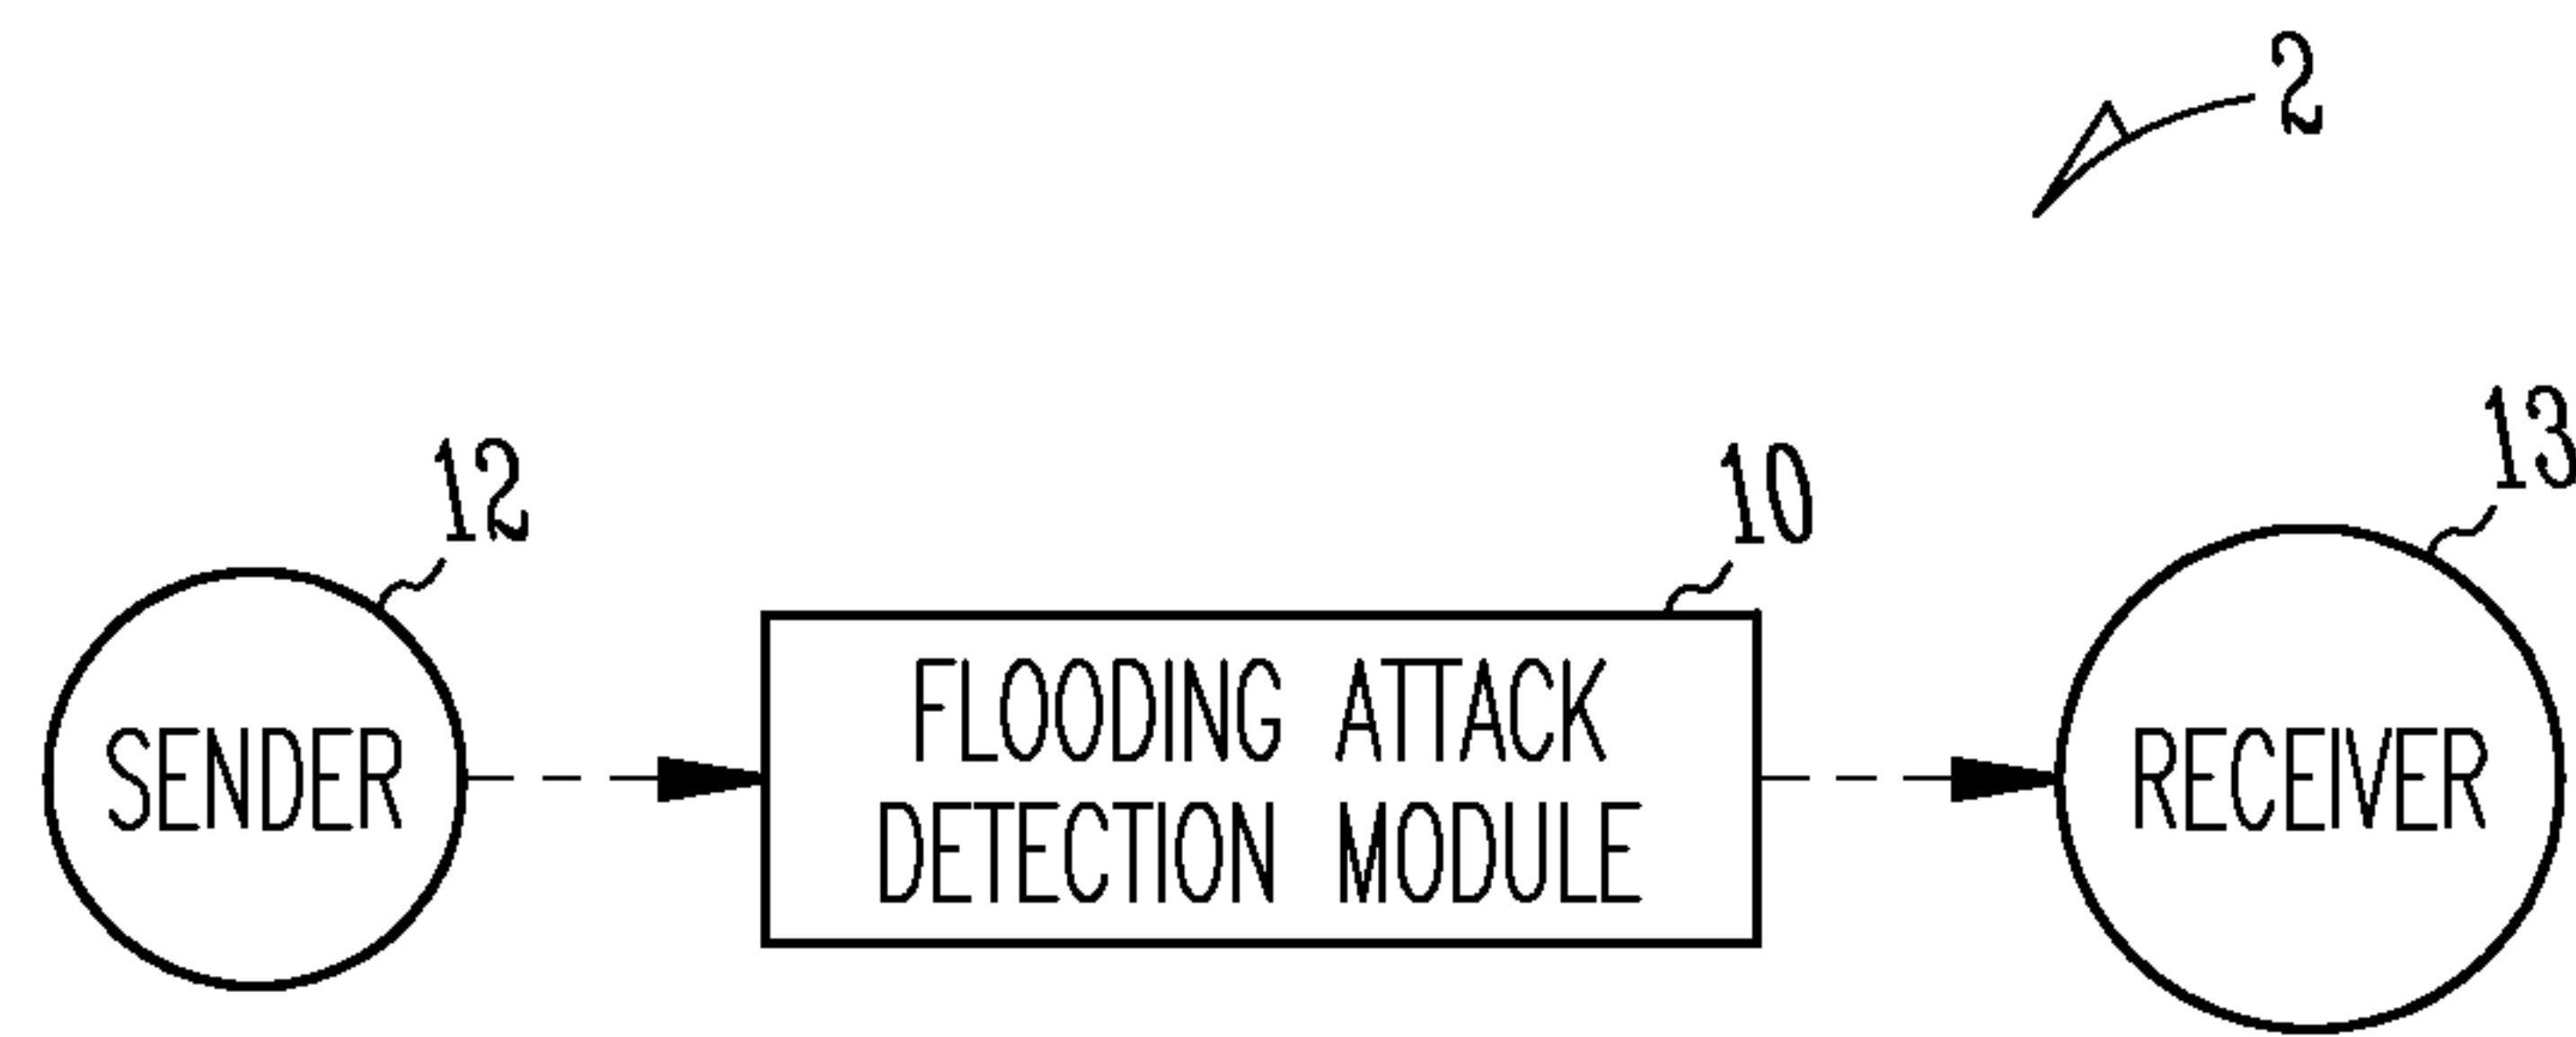 2
12
10
13
SENDER
FLOODING ATTACK
DETECTION MODULE
RECEIVER